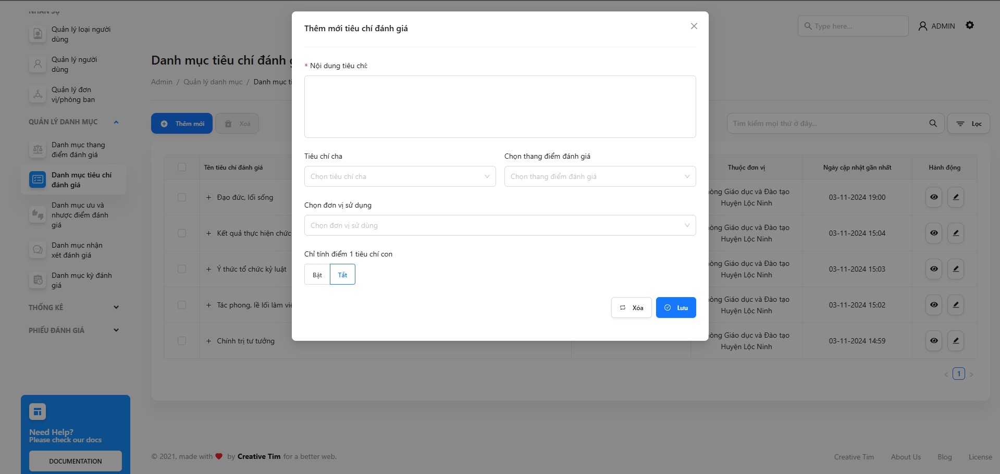 Quản lý loại người
dùng
Quản lý người
dùng
Quản lý đơn
vị/phòng ban
QUẢN LÝ DANH MỤC
Danh mục thang
điểm đánh giá
Danh mục tiêu chí
đánh giá
Danh mục ưu và
nhược điểm đánh
giá
Danh mục nhận
xét đánh giá
Danh mục kỳ đánh
giá
THỐNG KÊ
PHIẾU ĐÁNH GIÁ
Need Help?
Please check our docs
DOCUMENTATION
Type here...
ADMIN
Danh mục tiêu chí đánh
Admin / Quản lý danh mục / Danh mục
Thêm mới
Xoá
Tìm kiếm mọi thứ ở đây...
Lọc
Tên tiêu chí đánh giá
Thuộc đơn vị
Ngày cập nhật gần nhất
Hành động
Đạo đức, lối sống
Giáo dục và Đào tạo
Huyện Lộc Ninh
03-11-2024 19:00
Kết quả thực hiện chức
Giáo dục và Đào tạo
Huyện Lộc Ninh
03-11-2024 15:04
Ý thức tổ chức kỷ luật
Giáo dục và Đào tạo
Huyện Lộc Ninh
03-11-2024 15:03
Tác phong, lề lối làm
Giáo dục và Đào tạo
Huyện Lộc Ninh
03-11-2024 15:02
Chính trị tư tưởng
Giáo dục và Đào tạo
Huyện Lộc Ninh
03-11-2024 14:59
1
Thêm mới tiêu chí đánh giá
* Nội dung tiêu chí:
Tiêu chí cha
Chọn tiêu chí cha
Chọn thang điểm đánh giá
Chọn thang điểm đánh giá
Chọn đơn vị sử dụng
Chọn đơn vị sử dùng
Chỉ tính điểm 1 tiêu chí con
Bật
Tắt
Xóa
Lưu
© 2021, made with ❤ by Creative Tim for a better web.
Creative Tim
About Us
Blog
License